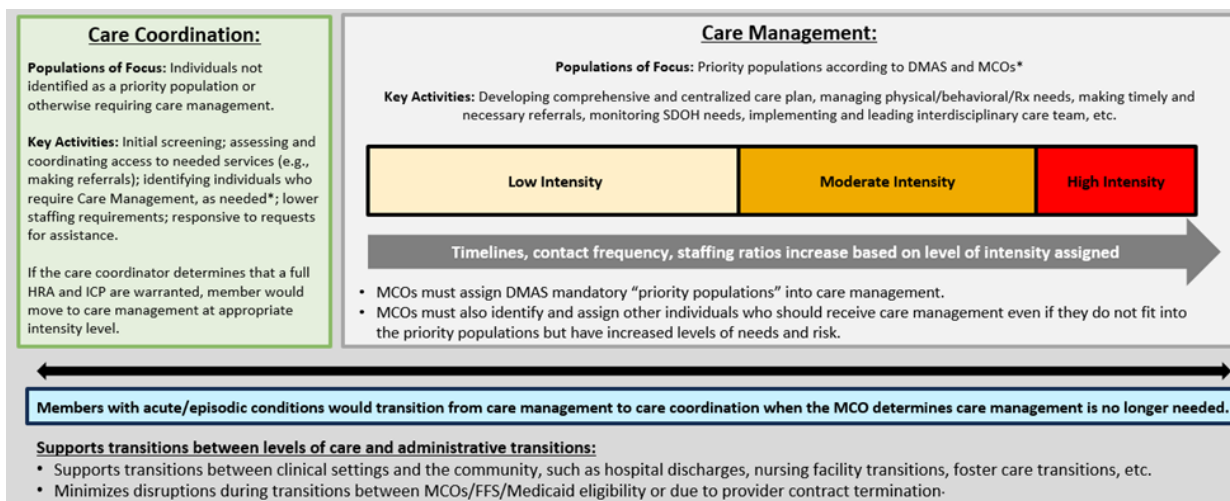 Care Coordination:
Populations of Focus: Individuals not
identified as a priority population or
otherwise requiring care management.
Key Activities: Initial screening; assessing and
coordinating access to needed services (e.g.,
making referrals); identifying individuals who
require Care Management, as needed*; lower
staffing requirements; responsive to requests
for assistance.
If the care coordinator determines that a full
HRA and ICP are warranted, member would
move to care management at appropriate
intensity level.
Care Management:
Populations of Focus: Priority populations according to DMAS and MCOs*
Key Activities: Developing comprehensive and centralized care plan, managing physical/behavioral/Rx needs, making timely and
necessary referrals, monitoring SDOH needs, implementing and leading interdisciplinary care team, etc.
Low Intensity
Moderate Intensity
High Intensity
Timelines, contact frequency, staffing ratios increase based on level of intensity assigned
• MCOs must assign DMAS mandatory “priority populations” into care management.
• MCOs must also identify and assign other individuals who should receive care management even if they do not fit into
the priority populations but have increased levels of needs and risk.
Members with acute/episodic conditions would transition from care management to care coordination when the MCO determines care management is no longer needed.
Supports transitions between levels of care and administrative transitions:
• Supports transitions between clinical settings and the community, such as hospital discharges, nursing facility transitions, foster care transitions, etc.
• Minimizes disruptions during transitions between MCOs/FFS/Medicaid eligibility or due to provider contract termination.